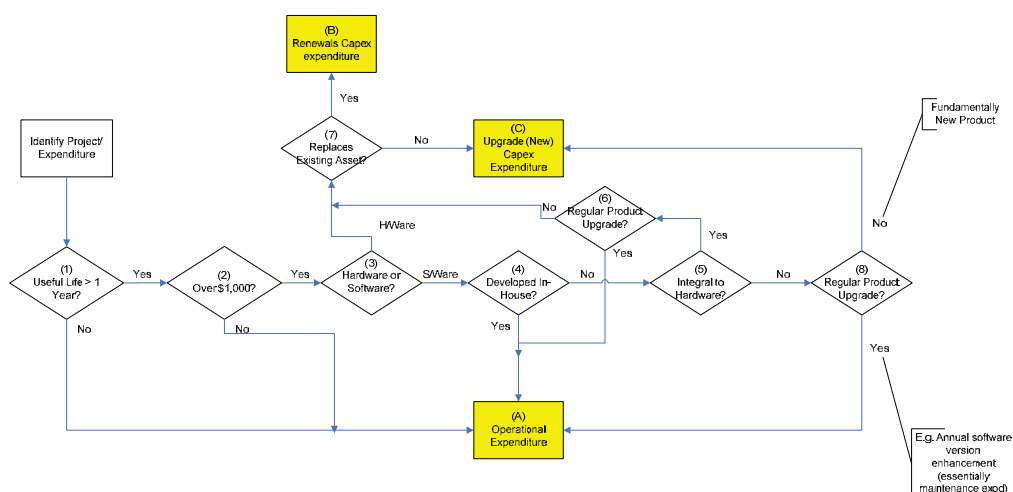 (B)
Renewals Capex
expenditure
Yes
Fundamentally
New Product
Identify Project/
Expenditure
(7)
Replaces
Existing Asset?
No
(C)
Upgrade (New)
Capex
Expenditure
(6)
Regular Product
Upgrade?
No
H/Ware
Yes
No
Yes
(1)
Useful Life > 1
Year?
Yes
(2)
Over $1,000?
Yes
(3)
Hardware or
Software?
S/Ware
(4)
Developed In-
House?
No
(5)
Integral to
Hardware?
No
(8)
Regular Product
Upgrade?
No
No
Yes
Yes
(A)
Operational
Expenditure
E.g. Annual software
version
enhancement
(essentially
maintenance expd)